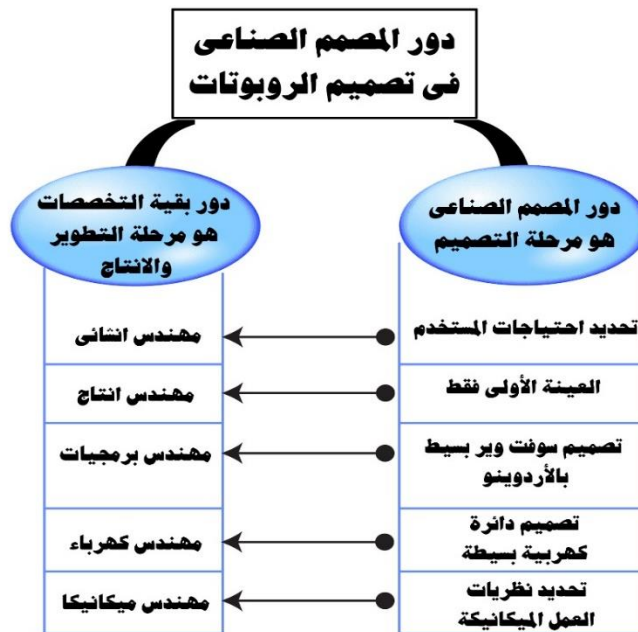 دور المصمم الصناعى
فى تصميم الروبوتات
دور المصمم الصناعى
هو مرحلة التصميم
دور بقية التخصصات
هو مرحلة التطوير
والانتاج
تحديد احتياجات المستخدم
مهندس انشائى
العينة الأولى فقط
مهندس انتاج
تصميم سوفت وير بسيط
بالأردوينو
مهندس برمجيات
تصميم دائرة
كهربية بسيطة
مهندس كهرباء
تحديد نظريات
العمل الميكانيكة
مهندس ميكانيكا